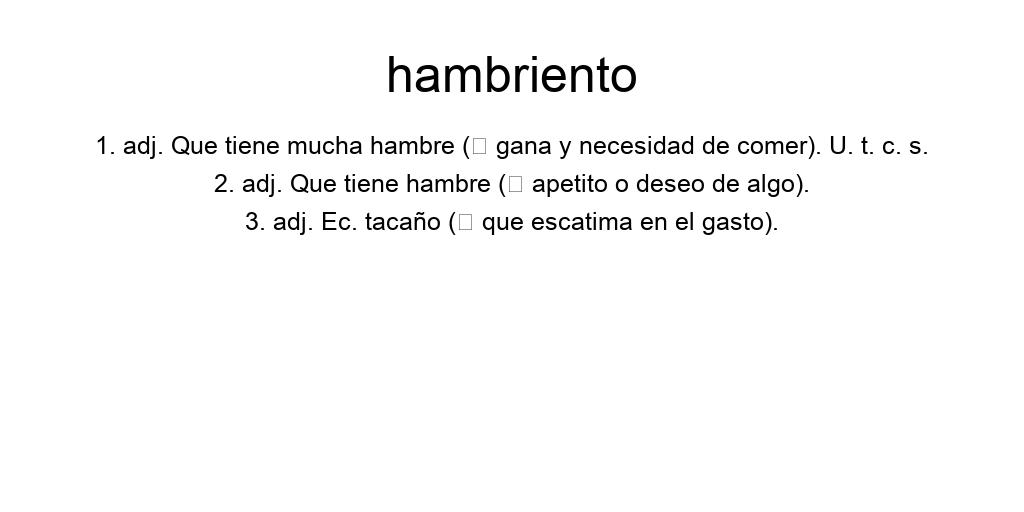 hambriento
1. adj. Que tiene mucha hambre (□ gana y necesidad de comer). U. t. c. s.
2. adj. Que tiene hambre (□ apetito o deseo de algo).
3. adj. Ec. tacaño (□ que escatima en el gasto).